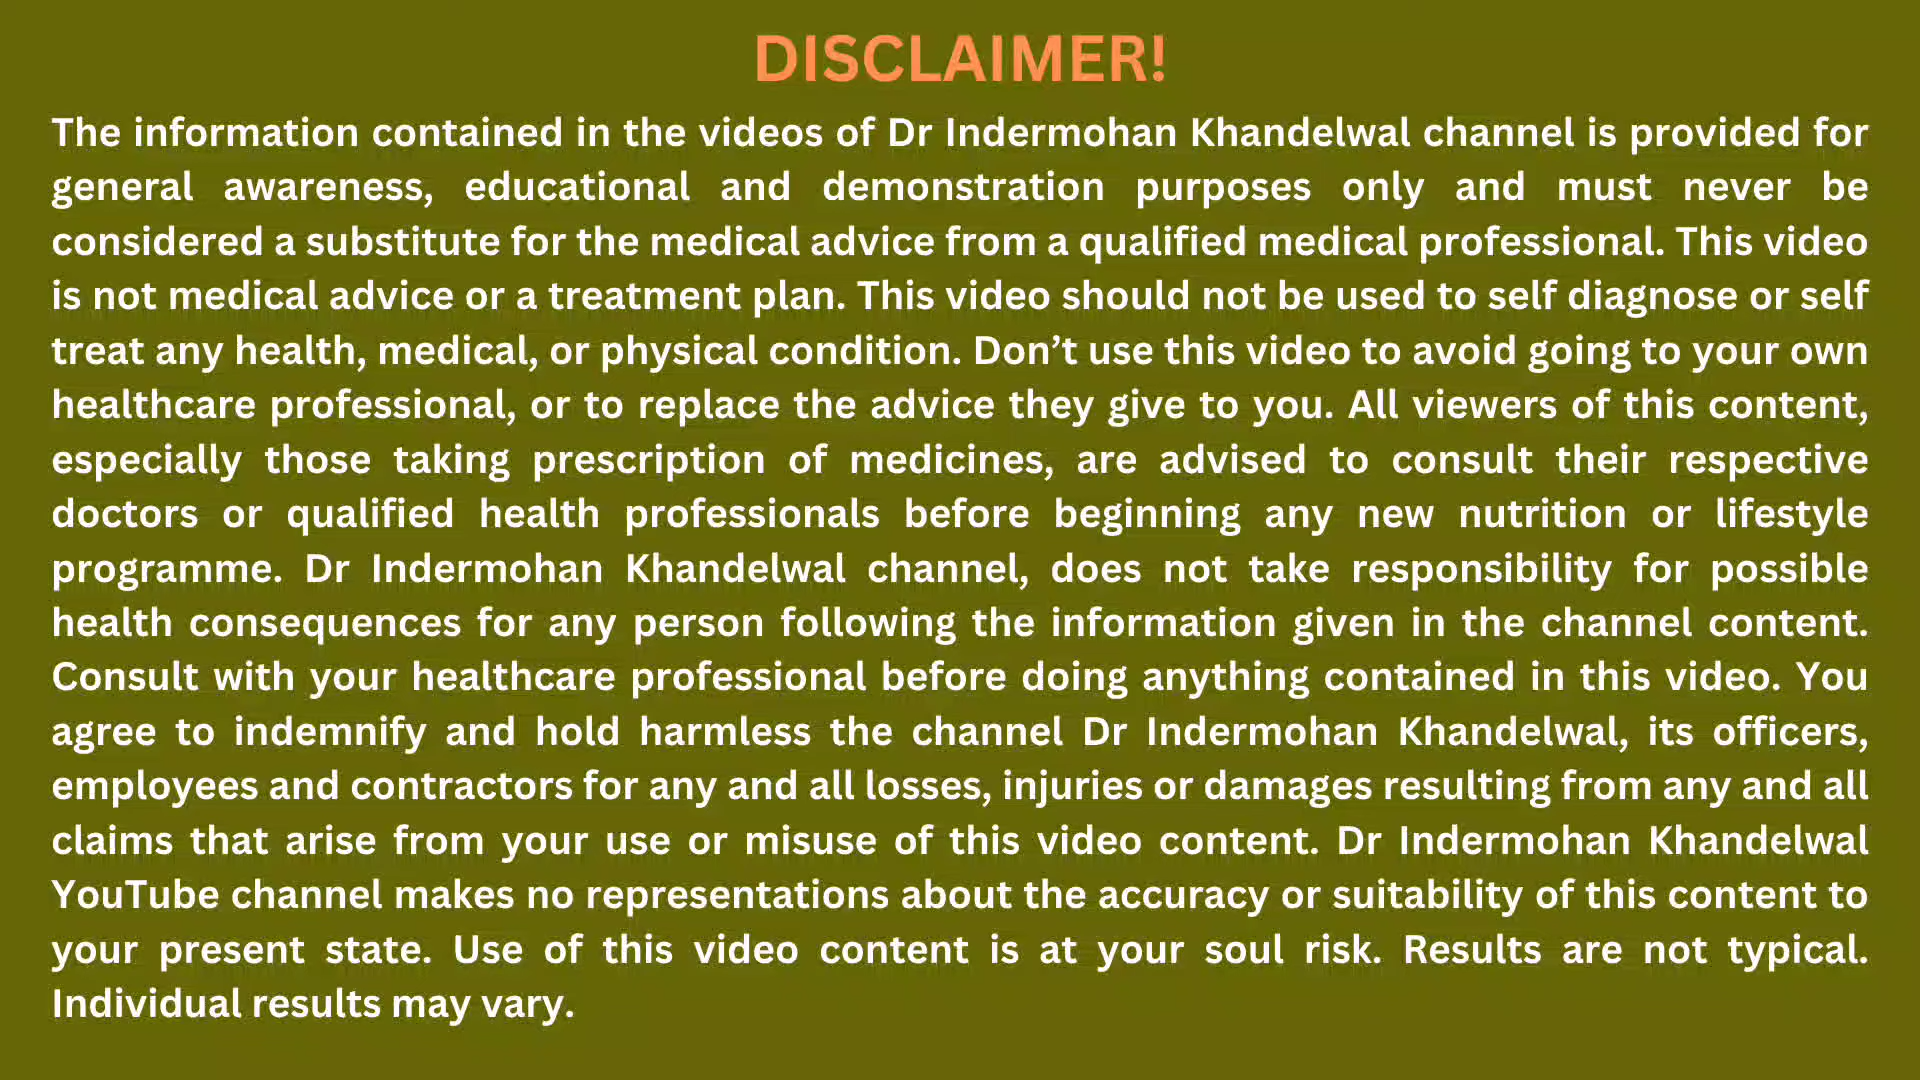 DISCLAIMER!
The information contained in the videos of Dr Indermohan Khandelwal channel is provided for
general awareness, educational and demonstration purposes only and must never be
considered a substitute for the medical advice from a qualified medical professional. This video
is not medical advice or a treatment plan. This video should not be used to self diagnose or self
treat any health, medical, or physical condition. Don’t use this video to avoid going to your own
healthcare professional, or to replace the advice they give to you. All viewers of this content,
especially those taking prescription of medicines, are advised to consult their respective
doctors or qualified health professionals before beginning any new nutrition or lifestyle
programme. Dr Indermohan Khandelwal channel, does not take responsibility for possible
health consequences for any person following the information given in the channel content.
Consult with your healthcare professional before doing anything contained in this video. You
agree to indemnify and hold harmless the channel Dr Indermohan Khandelwal, its officers,
employees and contractors for any and all losses, injuries or damages resulting from any and all
claims that arise from your use or misuse of this video content. Dr Indermohan Khandelwal
YouTube channel makes no representations about the accuracy or suitability of this content to
your present state. Use of this video content is at your soul risk. Results are not typical.
Individual results may vary.